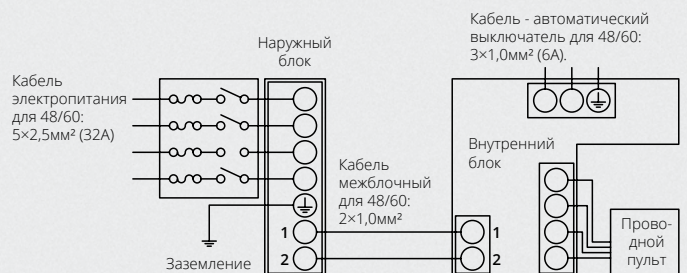 Кабель - автоматический
выключатель для 48/60:
3×1,0мм² (6А).
Наружный
блок
Кабель
электропитания
для 48/60:
5×2,5мм² (32А)
Внутренний
блок
Кабель
межблочный
для 48/60:
2×1,0мм²
Заземление
1
2
1
2
Прово-
дной
пульт